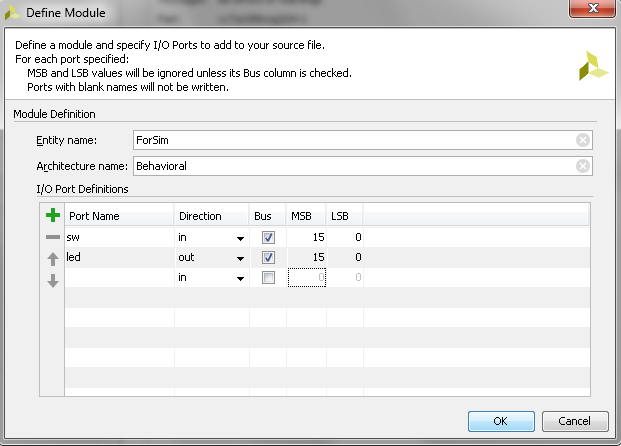 Define Module
Define a module and specify I/O Ports to add to your source file.
For each port specified:
MSB and LSB values will be ignored unless its Bus column is checked.
Ports with blank names will not be written.
Module Definition
Entity name: ForSim
Architecture name: Behavioral
I/O Port Definitions
Port Name Direction Bus MSB LSB
sw in 15 0
led out 15 0
in 0 0
OK Cancel